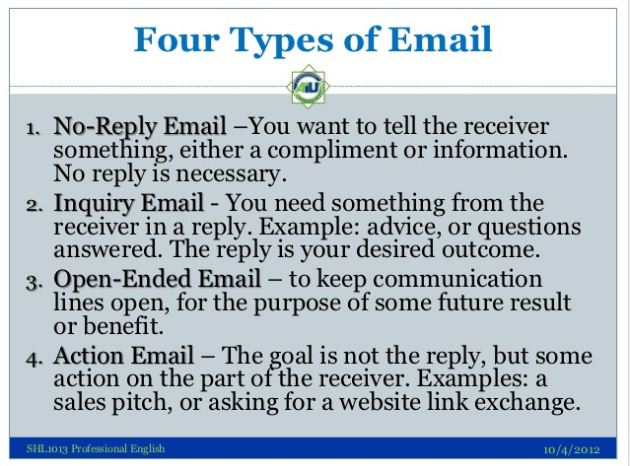 Four Types of Email
AIU
1. No-Reply Email –You want to tell the receiver
something, either a compliment or information.
No reply is necessary.
2. Inquiry Email - You need something from the
receiver in a reply. Example: advice, or questions
answered. The reply is your desired outcome.
3. Open-Ended Email – to keep communication
lines open, for the purpose of some future result
or benefit.
4. Action Email – The goal is not the reply, but some
action on the part of the receiver. Examples: a
sales pitch, or asking for a website link exchange.
SHL1013 Professional English
10/4/2012